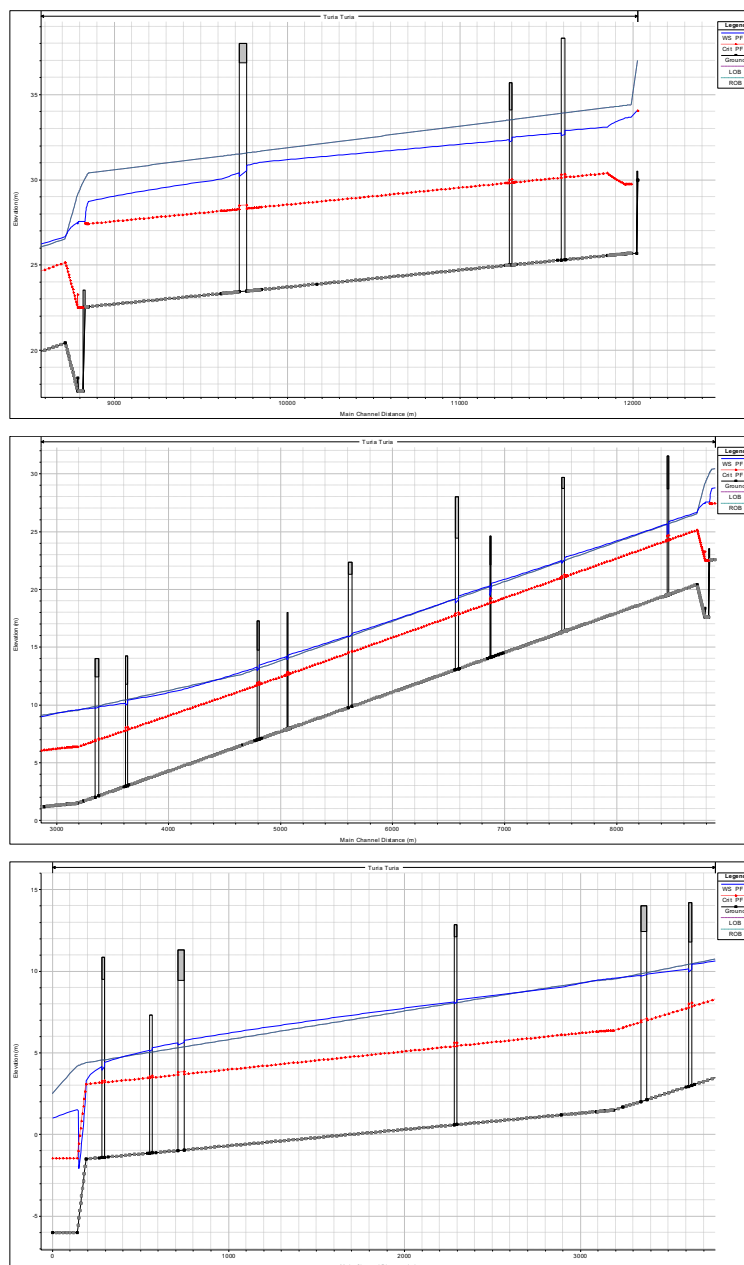 Turia Turia
Legend
WS PF
Crit PF
Ground
LOB
ROB
35
30
25
20
Elevation (m)
9000 10000 11000 12000
Main Channel Distance (m)
Turia Turia
Legend
WS PF
Crit PF
Ground
LOB
ROB
30
25
20
15
10
5
0
Elevation (m)
3000 4000 5000 6000 7000 8000
Main Channel Distance (m)
Turia Turia
Legend
WS PF
Crit PF
Ground
LOB
ROB
15
10
5
0
-5
Elevation (m)
0 1000 2000 3000